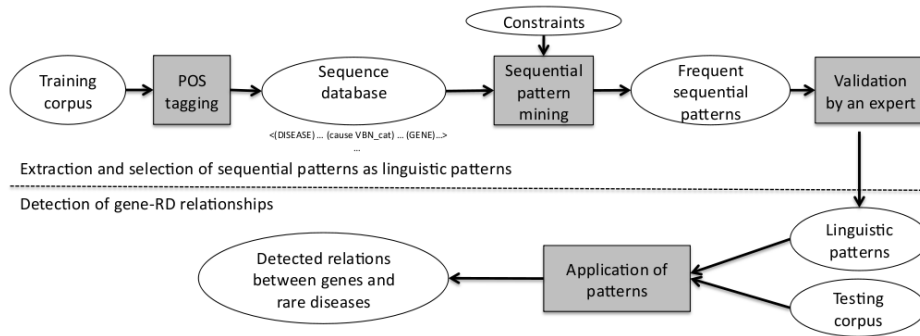 Constraints
Training
corpus
POS
tagging
Sequence
database
Sequential
pattern
mining
Frequent
sequential
patterns
Validation
by an expert
<(DISEASE) ... (cause VBN_cat) ... (GENE)...>
...
Extraction and selection of sequential patterns as linguistic patterns
Detection of gene-RD relationships
Linguistic
patterns
Detected relations
between genes and
rare diseases
Application of
patterns
Testing
corpus